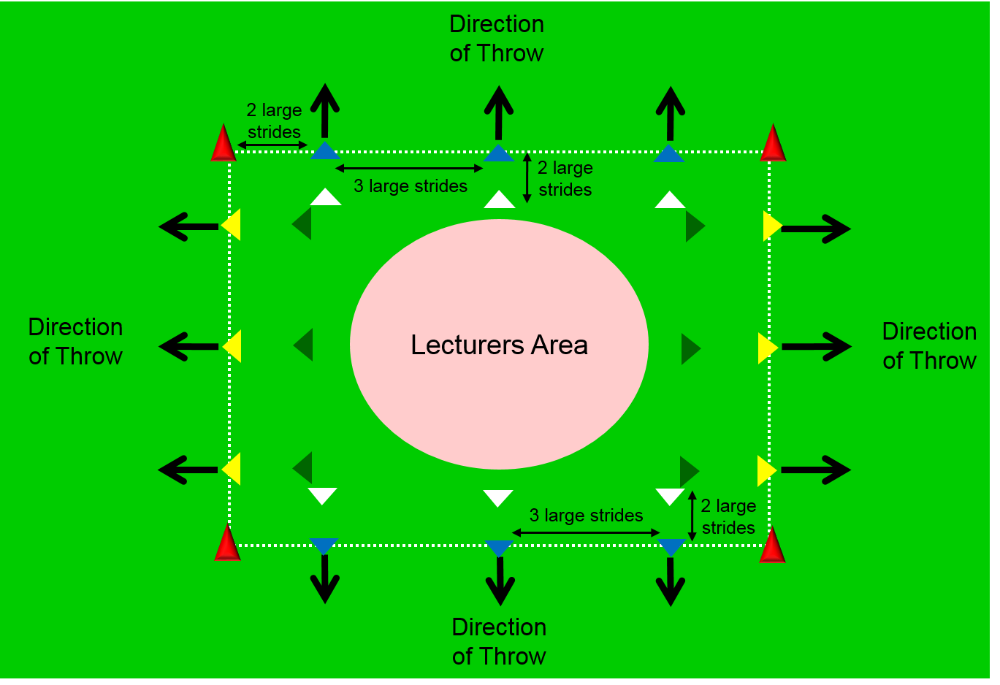 Direction
of Throw
2 large
strides
3 large strides
2 large
strides
Direction
of Throw
Lecturers Area
Direction
of Throw
3 large strides
2 large
strides
Direction
of Throw